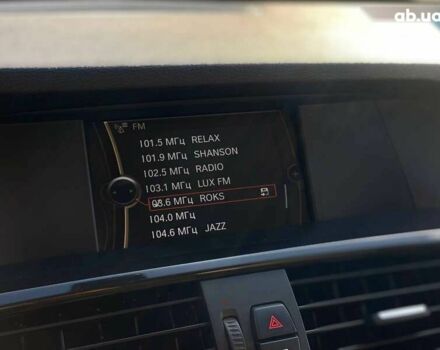 ab.ua
FM
101.5 МГц RELAX
101.9 МГц SHANSON
102.5 МГц RADIO
103.1 МГц LUX FM
103.6 МГц ROKS
104.0 МГц
104.6 МГц JAZZ